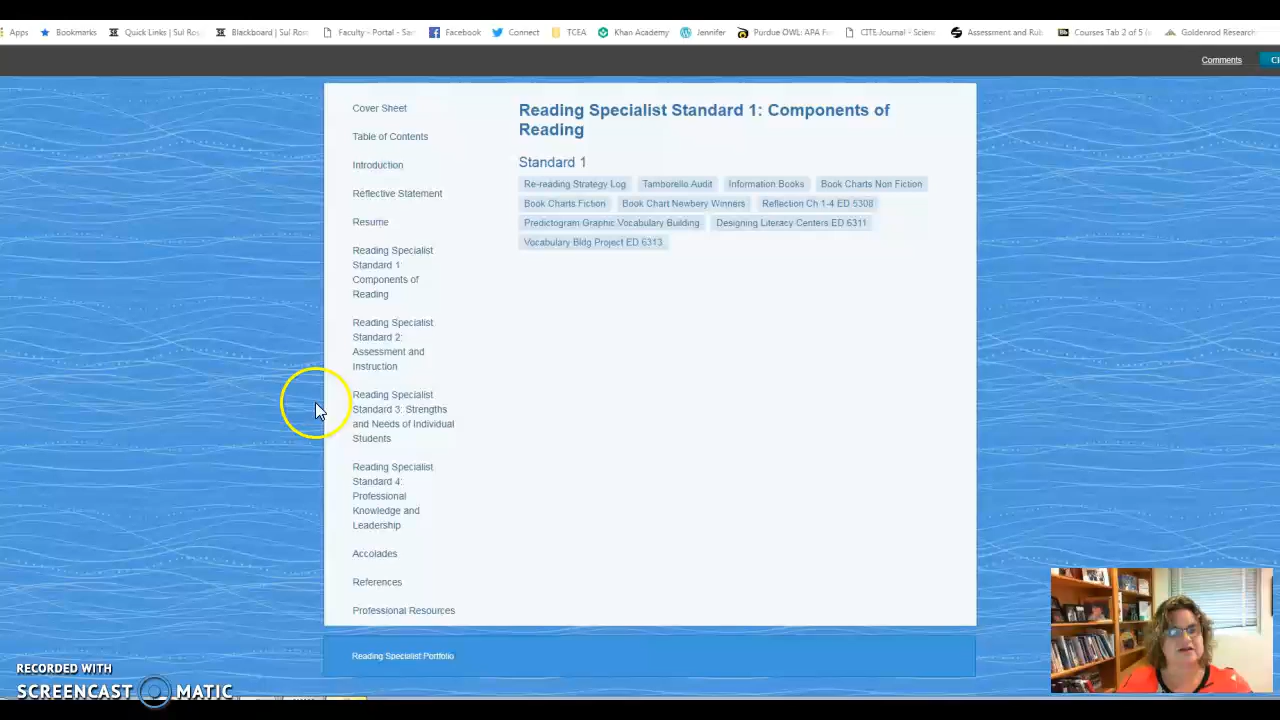 Apps
Bookmarks
Quick Links | Sul Ros
Blackboard | Sul Ross
Faculty - Portal - Sa
Facebook
Connect
TCEA
Khan Academy
Jennifer
Purdue OWL: APA Fo
CITE Journal - Scien
Assessment and Rub
Courses Tab 2 of 5
Goldenrod Research
Comments
Cl
Cover Sheet
Table of Contents
Introduction
Reflective Statement
Resume
Reading Specialist
Standard 1:
Components of
Reading
Reading Specialist
Standard 2:
Assessment and
Instruction
Reading Specialist
Standard 3: Strengths
and Needs of Individual
Students
Reading Specialist
Standard 4:
Professional
Knowledge and
Leadership
Accolades
References
Professional Resources
Reading Specialist Standard 1: Components of
Reading
Standard 1
Re-reading Strategy Log Tamborello Audit Information Books Book Charts Non Fiction
Book Charts Fiction Book Chart Newbery Winners Reflection Ch 1-4 ED 5308
Predictogram Graphic Vocabulary Building Designing Literacy Centers ED 6311
Vocabulary Bldg Project ED 6313
Reading Specialist Portfolio
RECORDED WITH
SCREENCAST MATIC